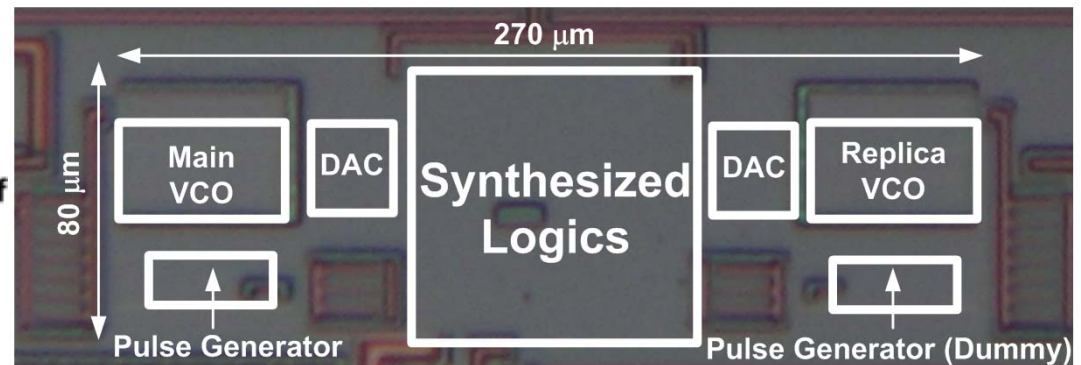 270 μm
80 μm
Main
VCO
DAC
Synthesized
Logics
DAC
Replica
VCO
Pulse Generator
Pulse Generator (Dummy)
f